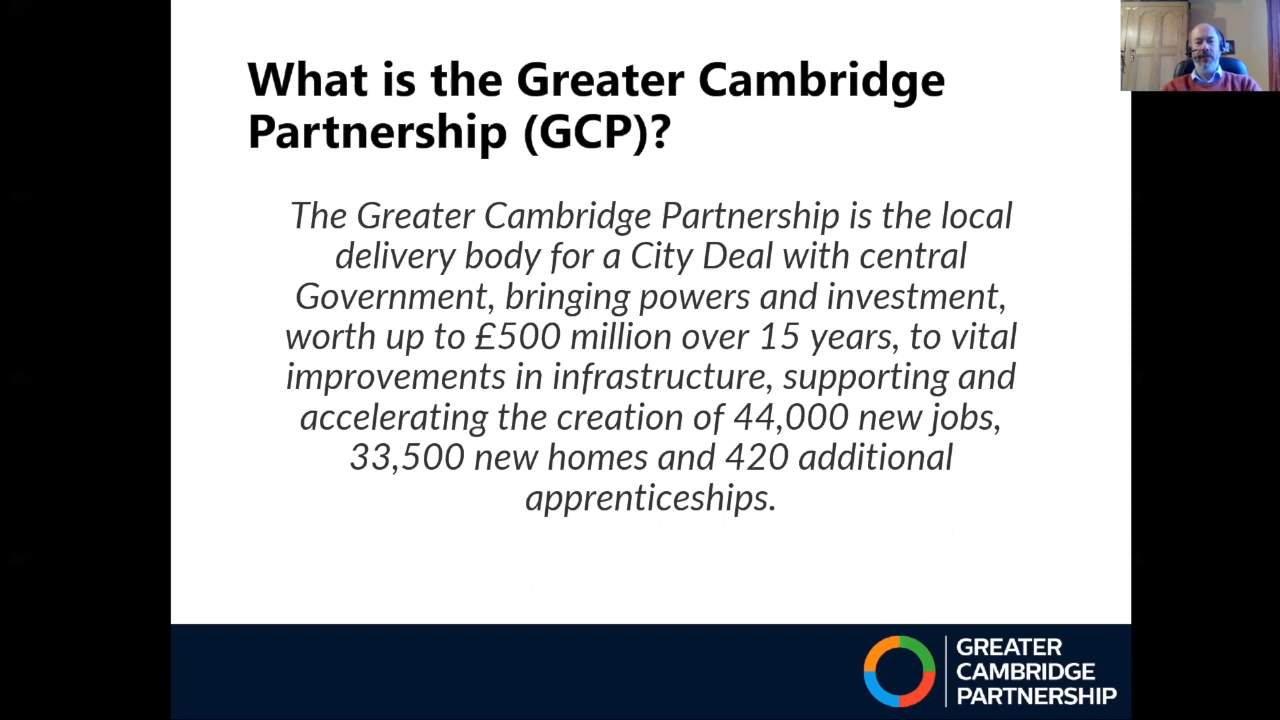 What is the Greater Cambridge
Partnership (GCP)?
The Greater Cambridge Partnership is the local
delivery body for a City Deal with central
Government, bringing powers and investment,
worth up to £500 million over 15 years, to vital
improvements in infrastructure, supporting and
accelerating the creation of 44,000 new jobs,
33,500 new homes and 420 additional
apprenticeships.
GREATER
CAMBRIDGE
PARTNERSHIP